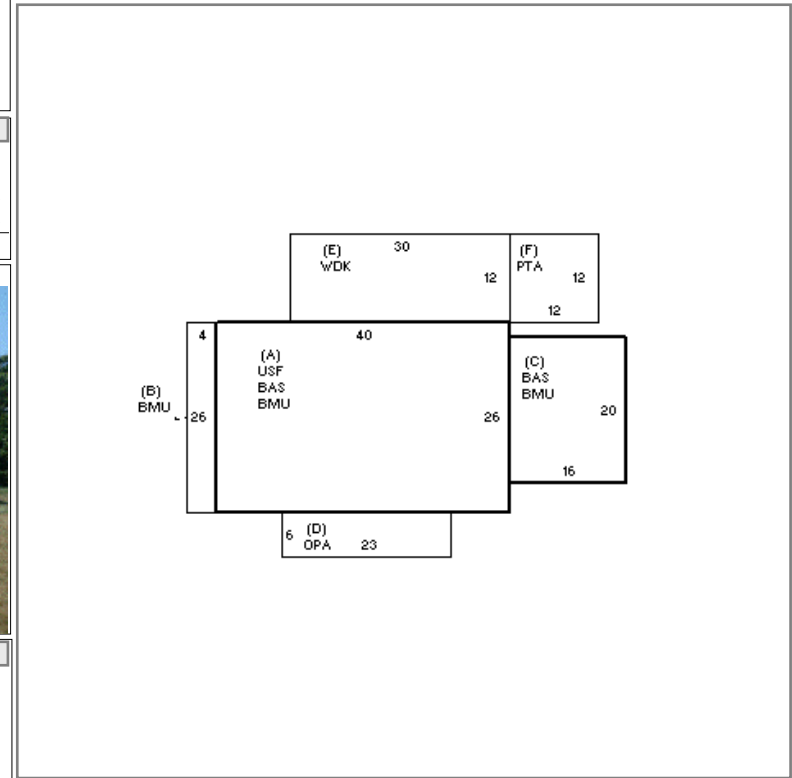 (E)
WDK
30
12
(F)
PTA
12
12
4
40
(A)
USF
BAS
BMU
26
(B)
BMU
26
(C)
BAS
BMU
20
16
6
(D)
OPA
23